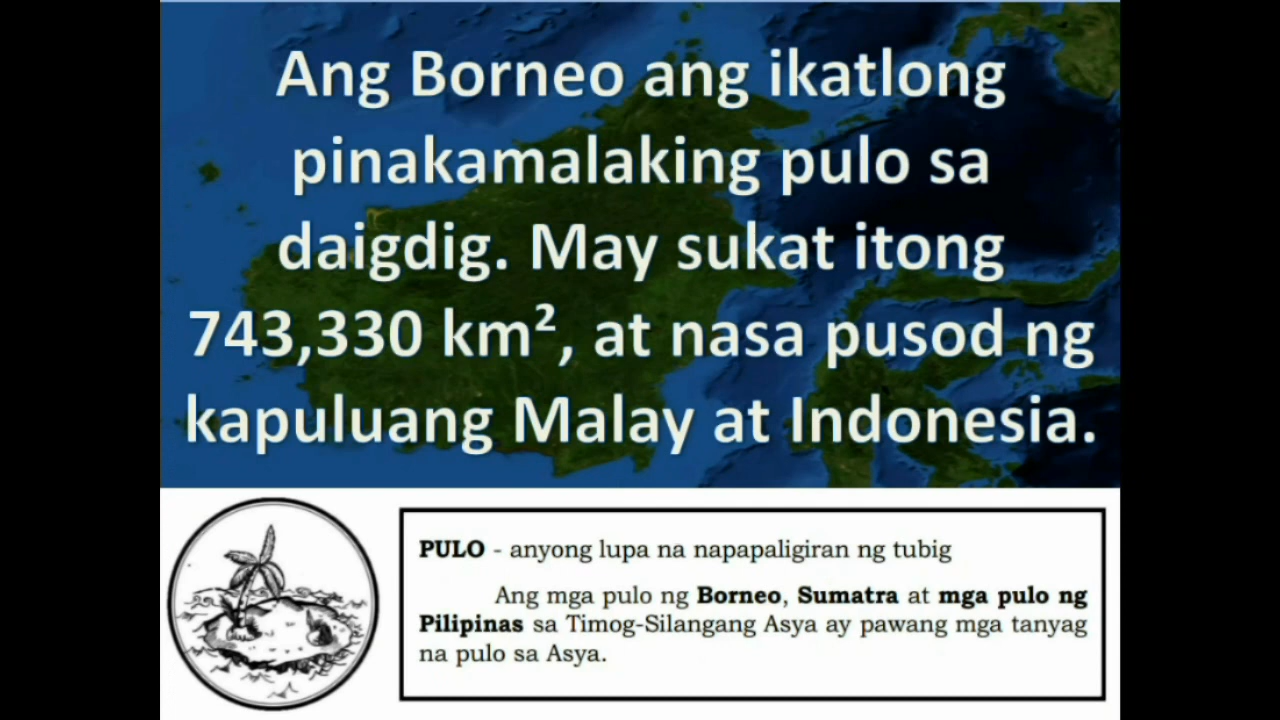 Ang Borneo ang ikatlong
pinakamalaking pulo sa
daigdig. May sukat itong
743,330 km², at nasa pusod ng
kapuluang Malay at Indonesia.
PULO - anyong lupa na napapaligiran ng tubig
Ang mga pulo ng Borneo, Sumatra at mga pulo ng
Pilipinas sa Timog-Silangang Asya ay pawang mga tanyag
na pulo sa Asya.